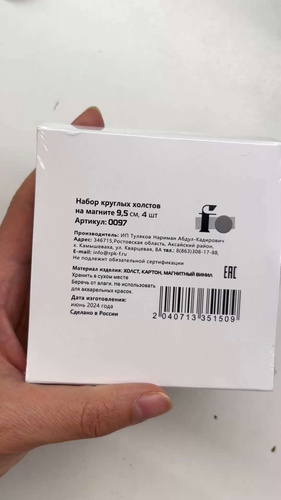 Набор круглых холстов
на магните 9,5 см, 4 шт
Артикул: 0097
fo
Производитель: ИП Туляков Нариман Абдул-Кадирович
Адрес: 346715,Ростовская область, Аксайский район,
х. Камышеваха, ул. Кварцевая, 8А тел.: 8(863)308-17-88,
E-mail: info@rpk-f.ru
Не подлежит обязательной сертификации
Материал изделия: ХОЛСТ, КАРТОН, МАГНИТНЫЙ ВИНИЛ
Хранить в сухом месте
Беречь от влаги. Не использовать
для акварельных красок.
Дата изготовления:
июнь 2024 года
Сделано в России
EAC
2 040713 351509